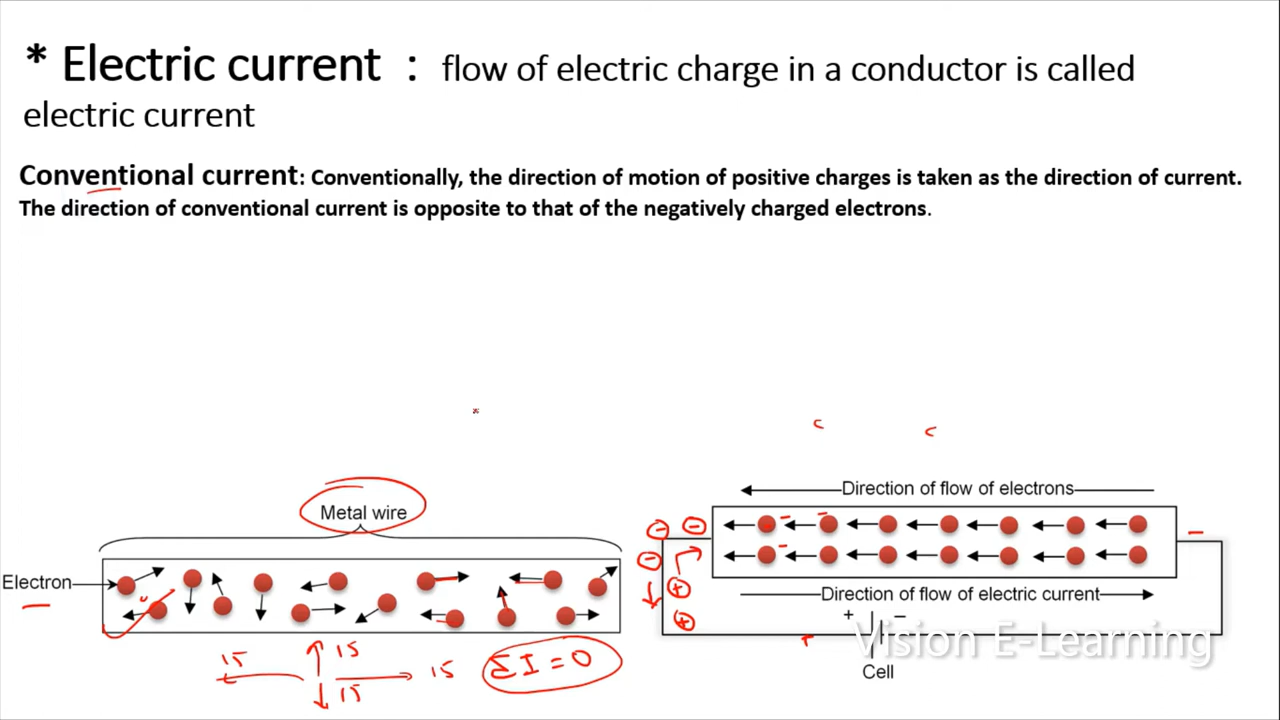 * Electric current : flow of electric charge in a conductor is called
electric current
Conventional current: Conventionally, the direction of motion of positive charges is taken as the direction of current.
The direction of conventional current is opposite to that of the negatively charged electrons.
Metal wire
Electron
15
15
15
15
ΣI=0
Direction of flow of electrons
Direction of flow of electric current
+ −
Cell
Vision E-Learning